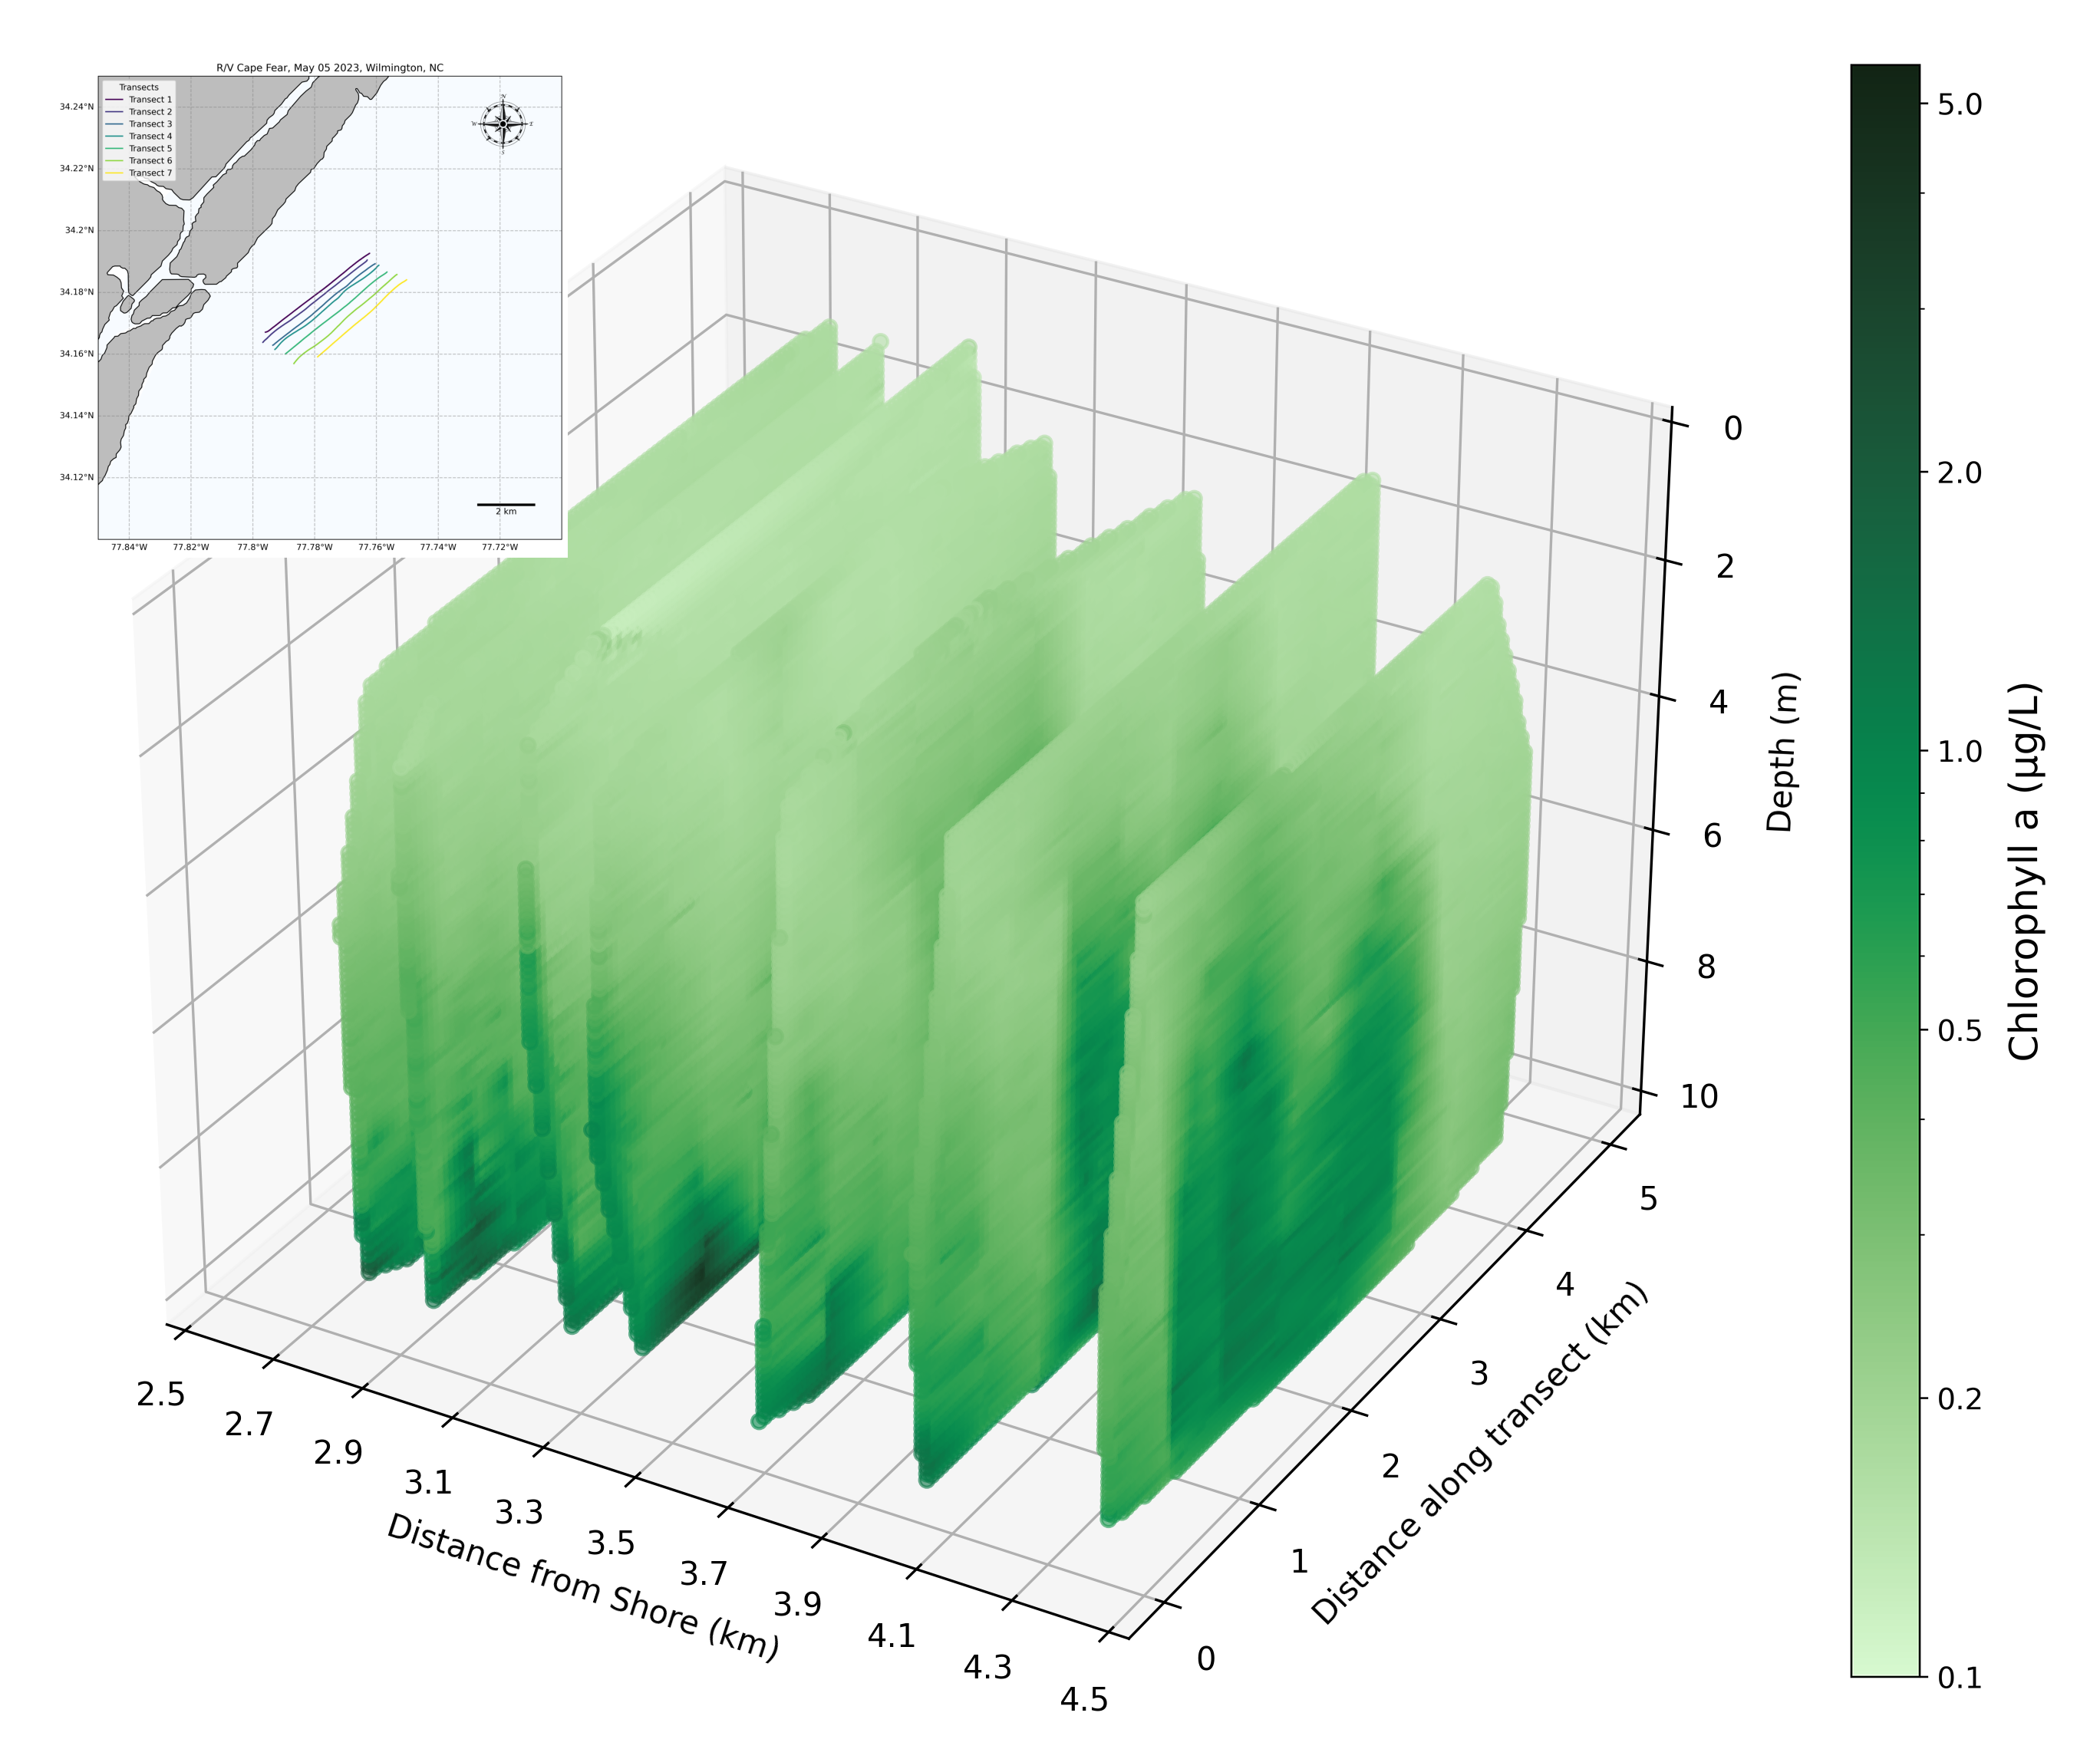 R/V Cape Fear, May 05 2023, Wilmington, NC
Transects
Transect 1
Transect 2
Transect 3
Transect 4
Transect 5
Transect 6
Transect 7
34.24°N
34.22°N
34.2°N
34.18°N
34.16°N
34.14°N
34.12°N
77.84°W
77.82°W
77.8°W
77.78°W
77.76°W
77.74°W
77.72°W
2 km
N
E
S
W
0
2
4
6
8
10
Depth (m)
2.5
2.7
2.9
3.1
3.3
3.5
3.7
3.9
4.1
4.3
4.5
Distance from Shore (km)
0
1
2
3
4
5
Distance along transect (km)
5.0
2.0
1.0
0.5
0.2
0.1
Chlorophyll a (µg/L)